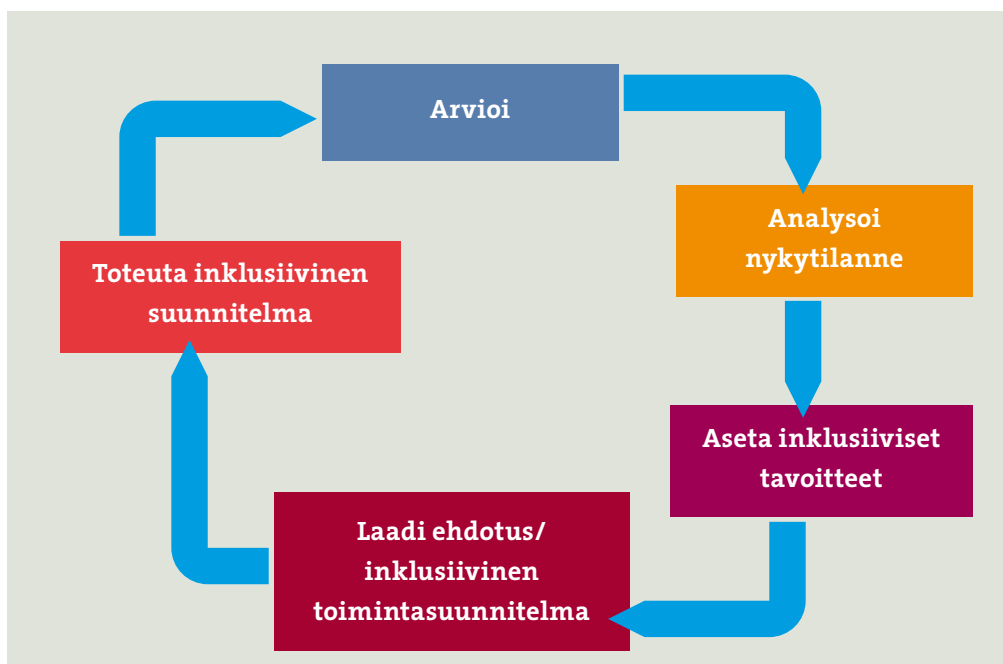 Arvioi
Analysoi
nykytilanne
Aseta inklusiiviset
tavoitteet
Laadi ehdotus/
inklusiivinen
toimintasuunnitelma
Toteuta inklusiivinen
suunnitelma